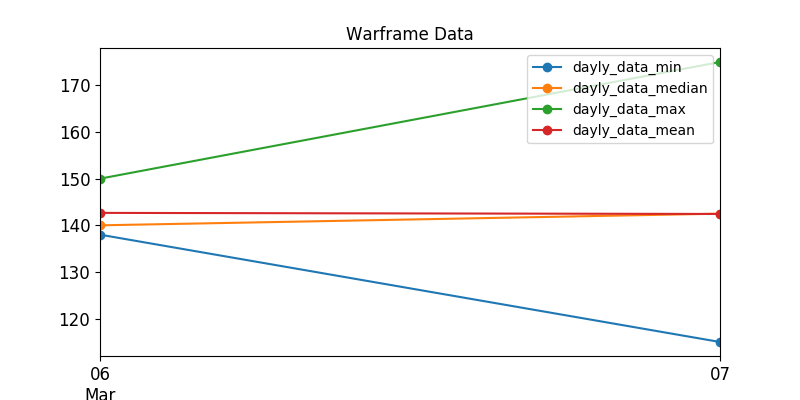 Warframe Data
dayly_data_min
dayly_data_median
dayly_data_max
dayly_data_mean
170
160
150
140
130
120
06
07
Mar